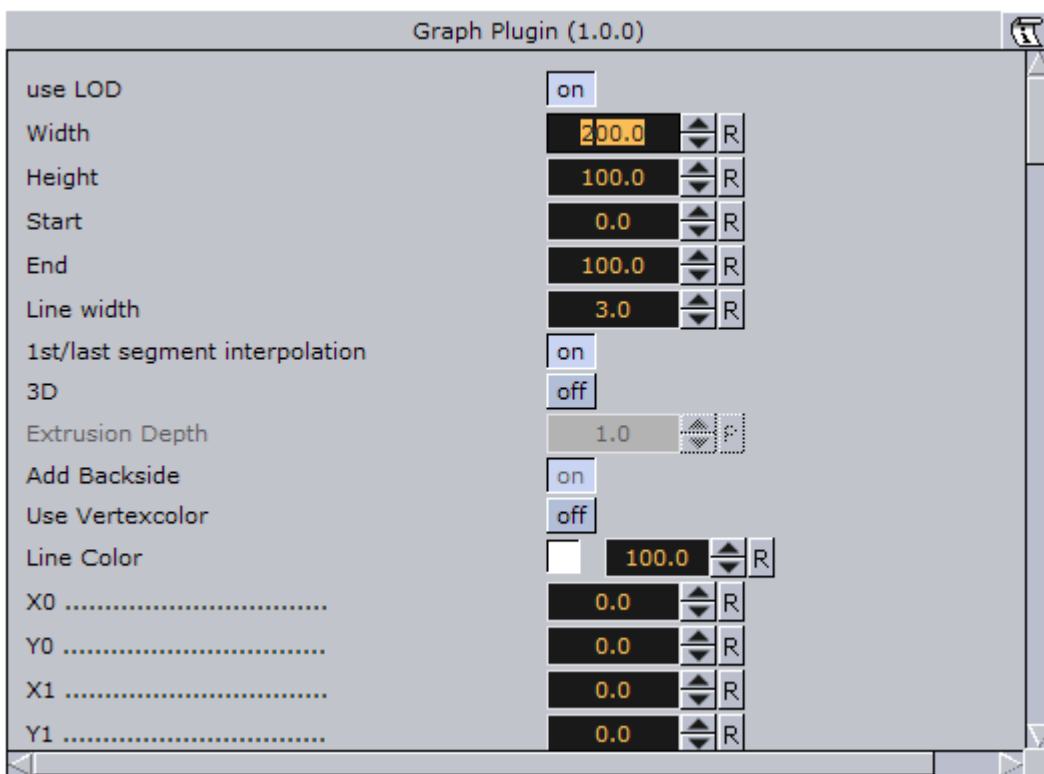 Graph Plugin (1.0.0)
use LOD on
Width 200.0 R
Height 100.0 R
Start 0.0 R
End 100.0 R
Line width 3.0 R
1st/last segment interpolation on
3D off
Extrusion Depth 1.0
Add Backside on
Use Vertexcolor off
Line Color 100.0 R
X0 ................................. 0.0 R
Y0 ................................. 0.0 R
X1 ................................. 0.0 R
Y1 ................................. 0.0 R